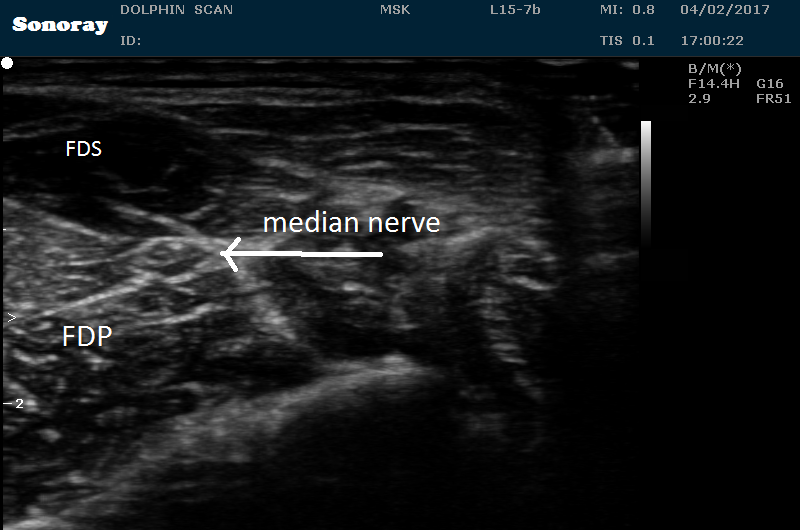 Sonoray
DOLPHIN SCAN MSK L15-7b MI: 0.8 04/02/2017
ID: TIS 0.1 17:00:22
B/M(*)
F14.4H G16
2.9 FR51
FDS
median nerve
>
FDP
2